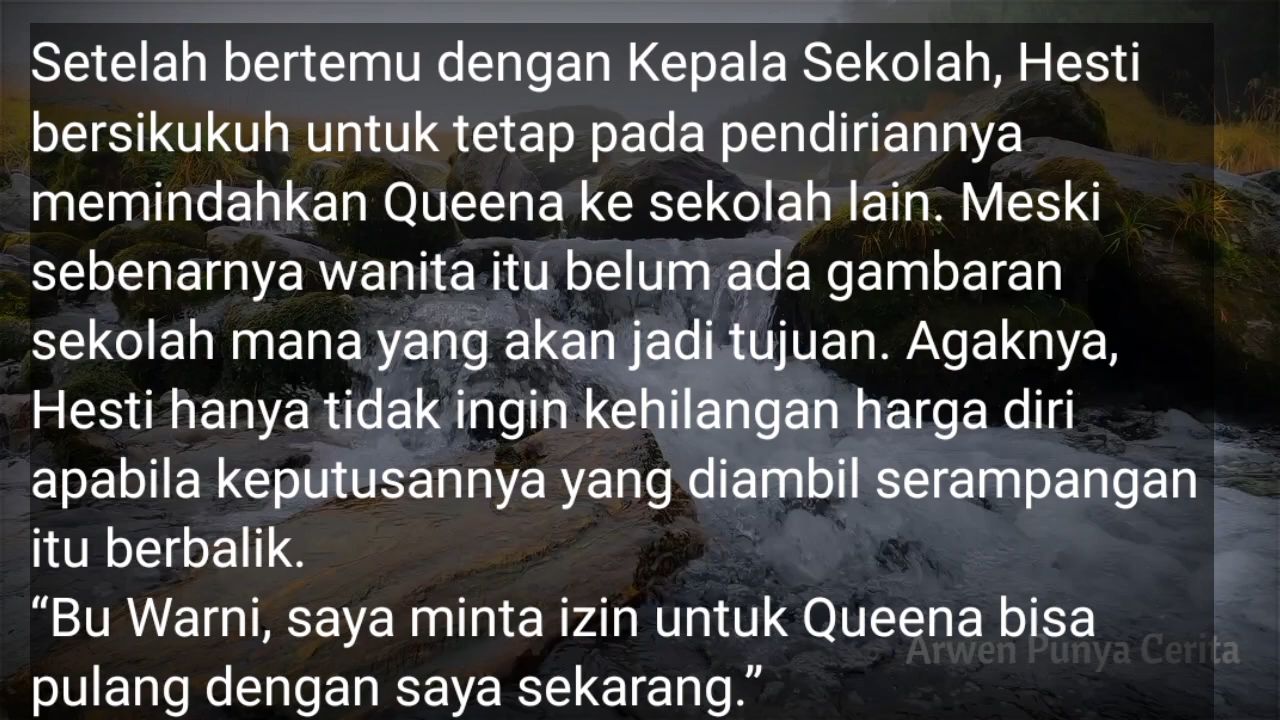 Setelah bertemu dengan Kepala Sekolah, Hesti
bersikukuh untuk tetap pada pendiriannya
memindahkan Queena ke sekolah lain. Meski
sebenarnya wanita itu belum ada gambaran
sekolah mana yang akan jadi tujuan. Agaknya,
Hesti hanya tidak ingin kehilangan harga diri
apabila keputusannya yang diambil serampangan
itu berbalik.
“Bu Warni, saya minta izin untuk Queena bisa
pulang dengan saya sekarang.”
Arwen Punya Cerita